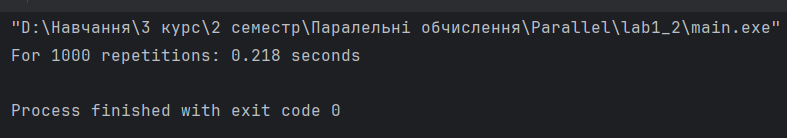 "D:\Навчання\3 курс\2 семестр\Паралельні обчислення\Parallel\lab1_2\main.exe"
For 1000 repetitions: 0.218 seconds
Process finished with exit code 0